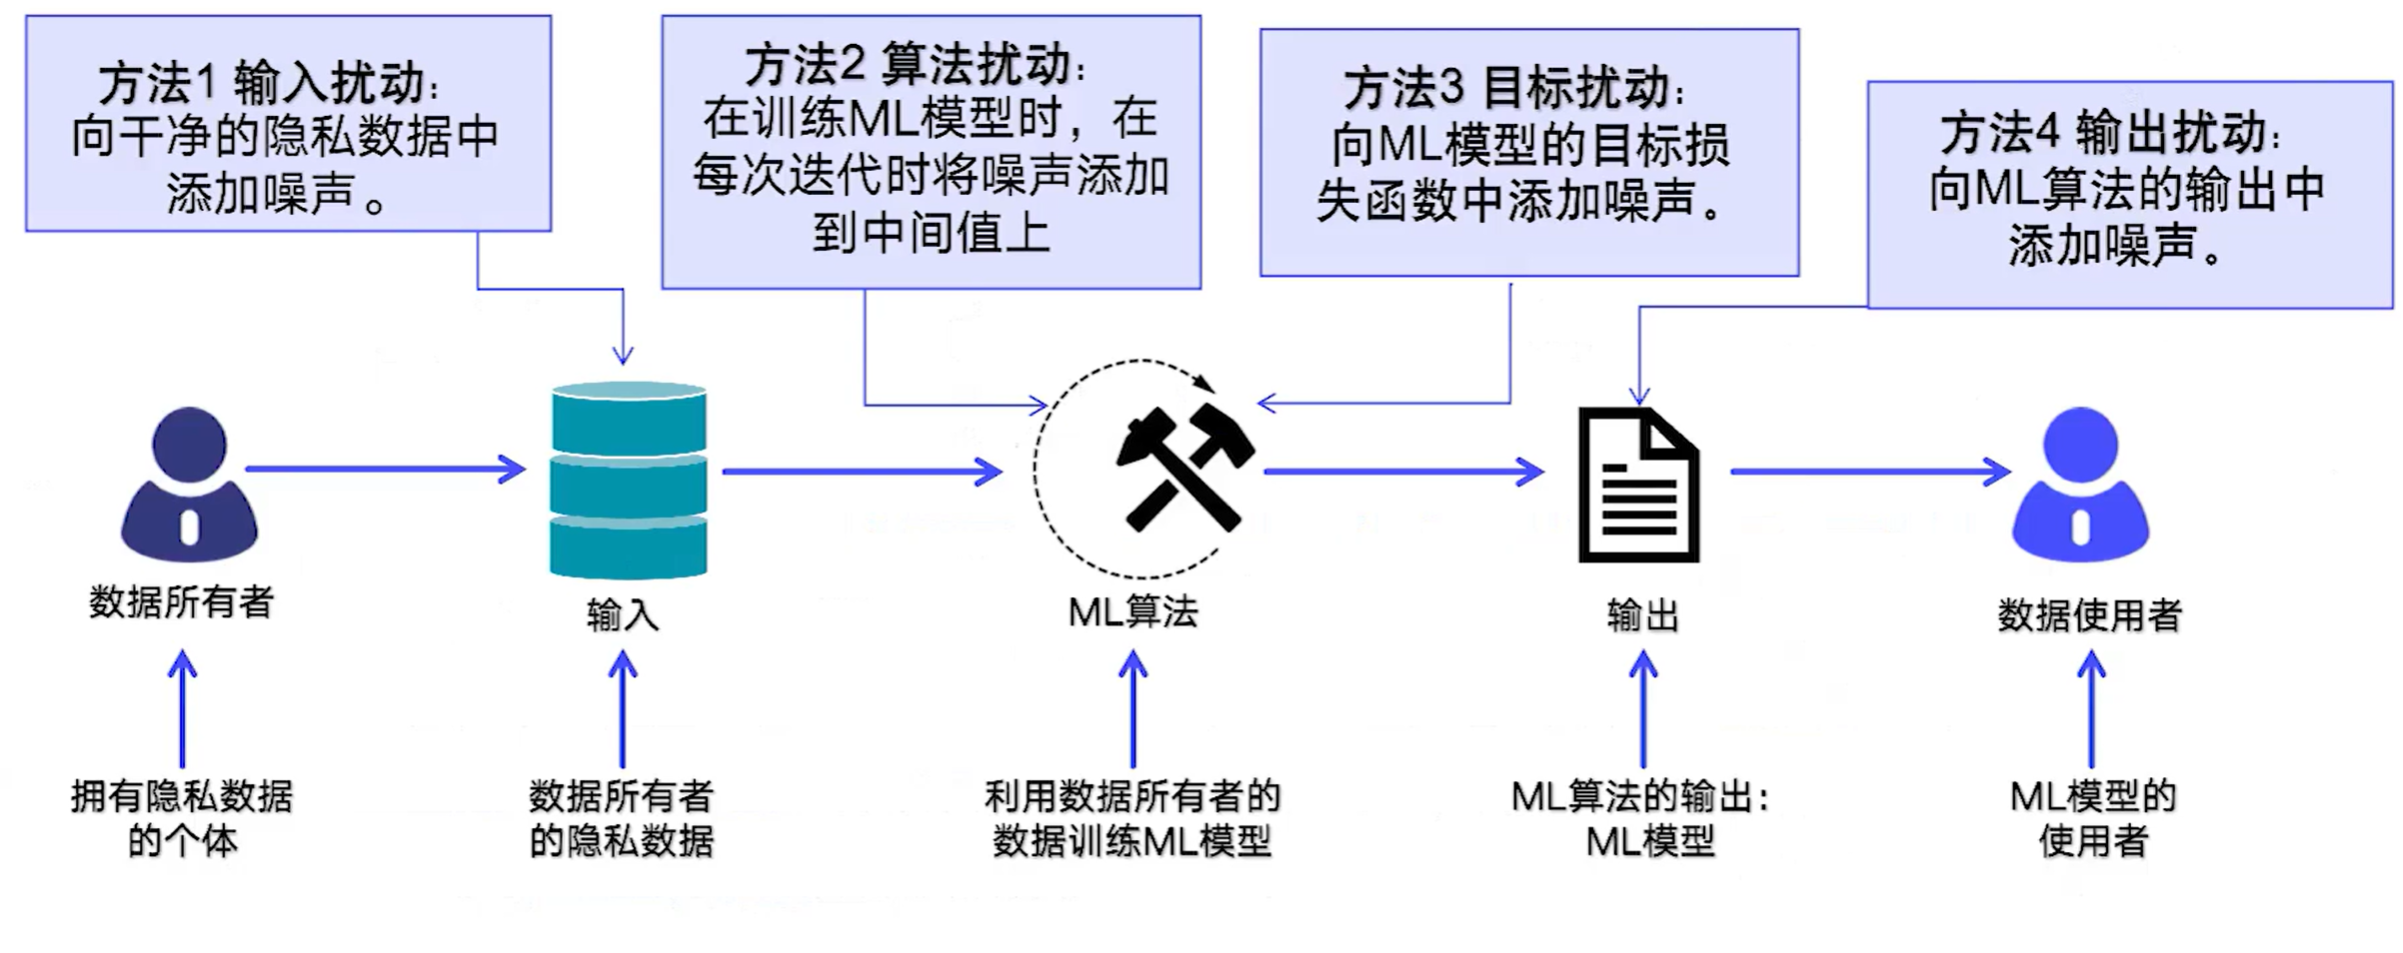 方法1 输入扰动：
向干净的隐私数据中
添加噪声。
方法2 算法扰动：
在训练ML模型时，在
每次迭代时将噪声添加
到中间值上
方法3 目标扰动：
向ML模型的目标损
失函数中添加噪声。
方法4 输出扰动：
向ML算法的输出中
添加噪声。
数据所有者
输入
ML算法
输出
数据使用者
拥有隐私数据
的个体
数据所有者
的隐私数据
利用数据所有者的
数据训练ML模型
ML算法的输出：
ML模型
ML模型的
使用者